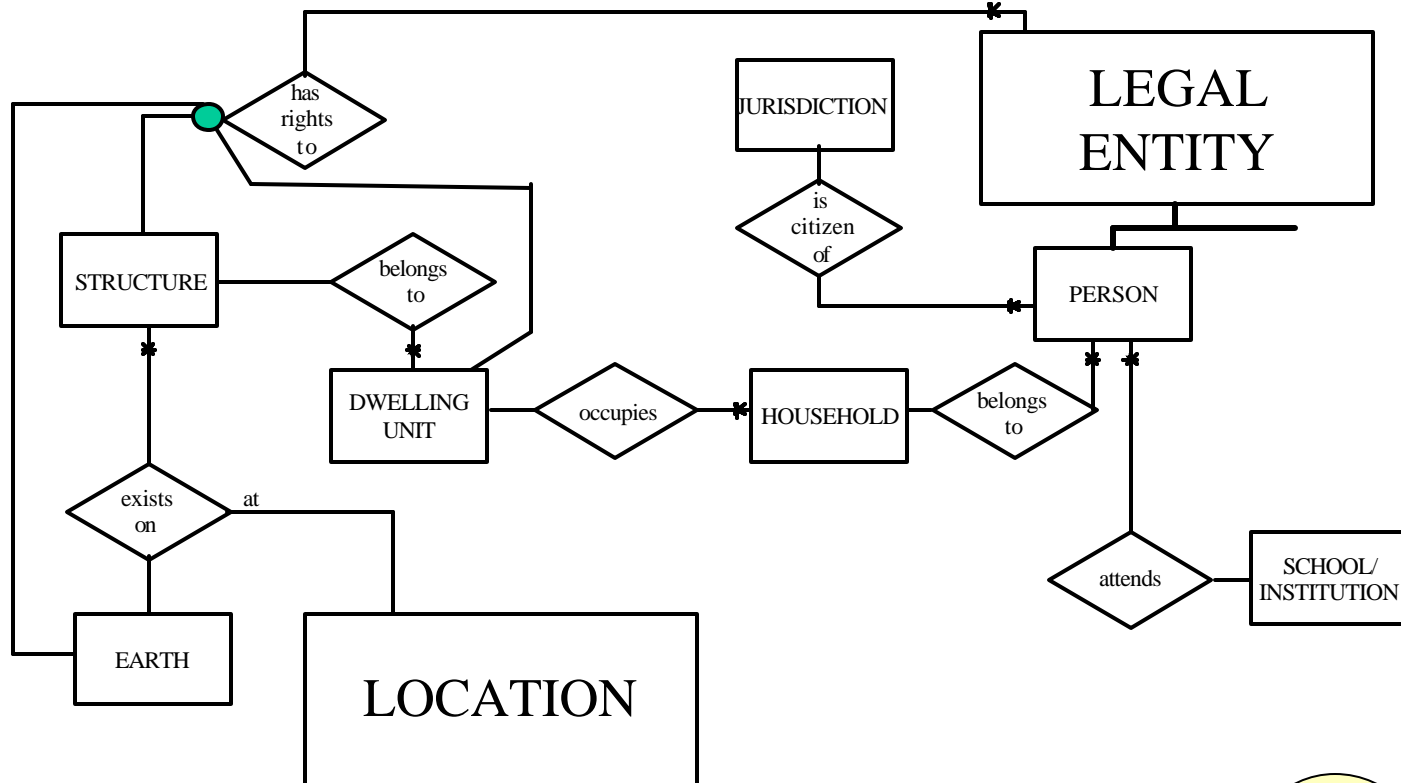 has
rights
to
JURISDICTION
LEGAL
ENTITY
is
citizen
of
STRUCTURE
belongs
to
PERSON
DWELLING
UNIT
occupies
HOUSEHOLD
belongs
to
exists
on
at
attends
SCHOOL/
INSTITUTION
EARTH
LOCATION